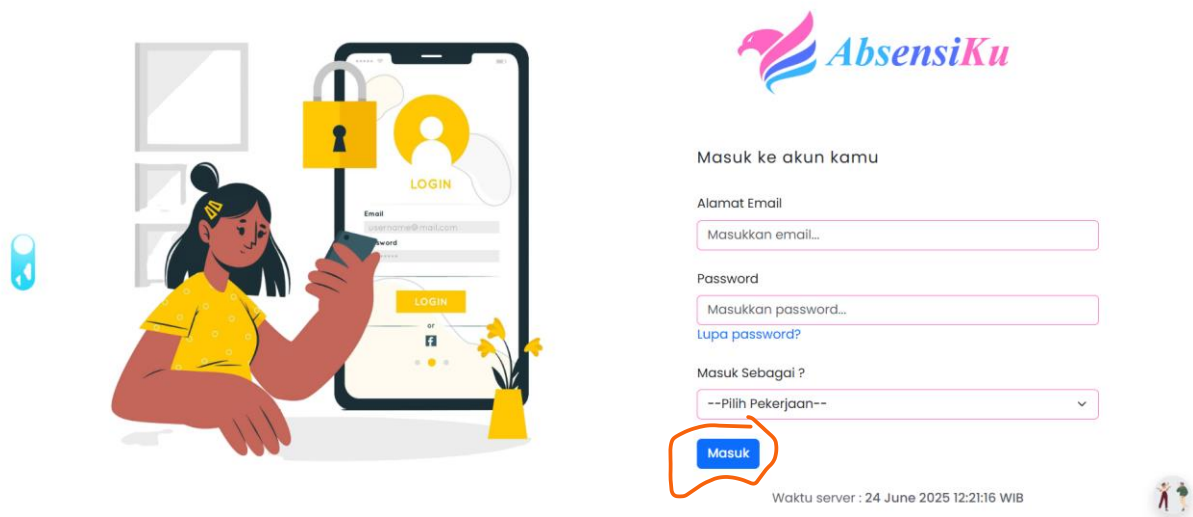 AbsensiKu
Masuk ke akun kamu
Alamat Email
Masukkan email...
Password
Masukkan password...
Lupa password?
Masuk Sebagai ?
--Pilih Pekerjaan--
Masuk
Waktu server : 24 June 2025 12:21:16 WIB
LOGIN
Email
username@mail.com
sword
LOGIN
or
f